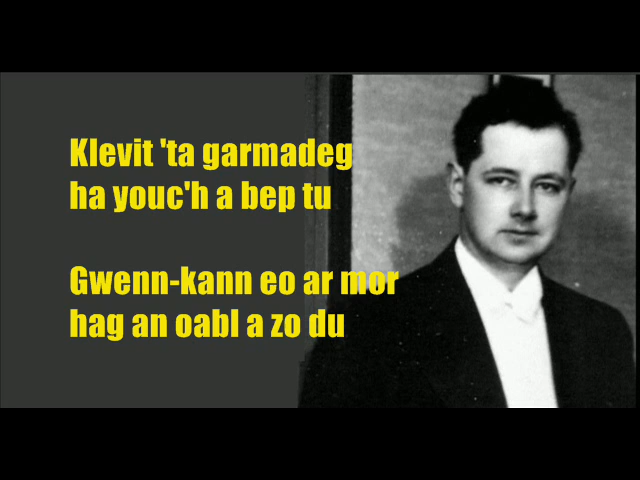 Klevit 'ta garmadeg
ha youc'h a bep tu
Gwenn-kann eo ar mor
hag an oabl a zo du